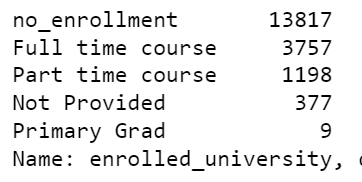 no_enrollment 13817
Full time course 3757
Part time course 1198
Not Provided 377
Primary Grad 9
Name: enrolled_university,